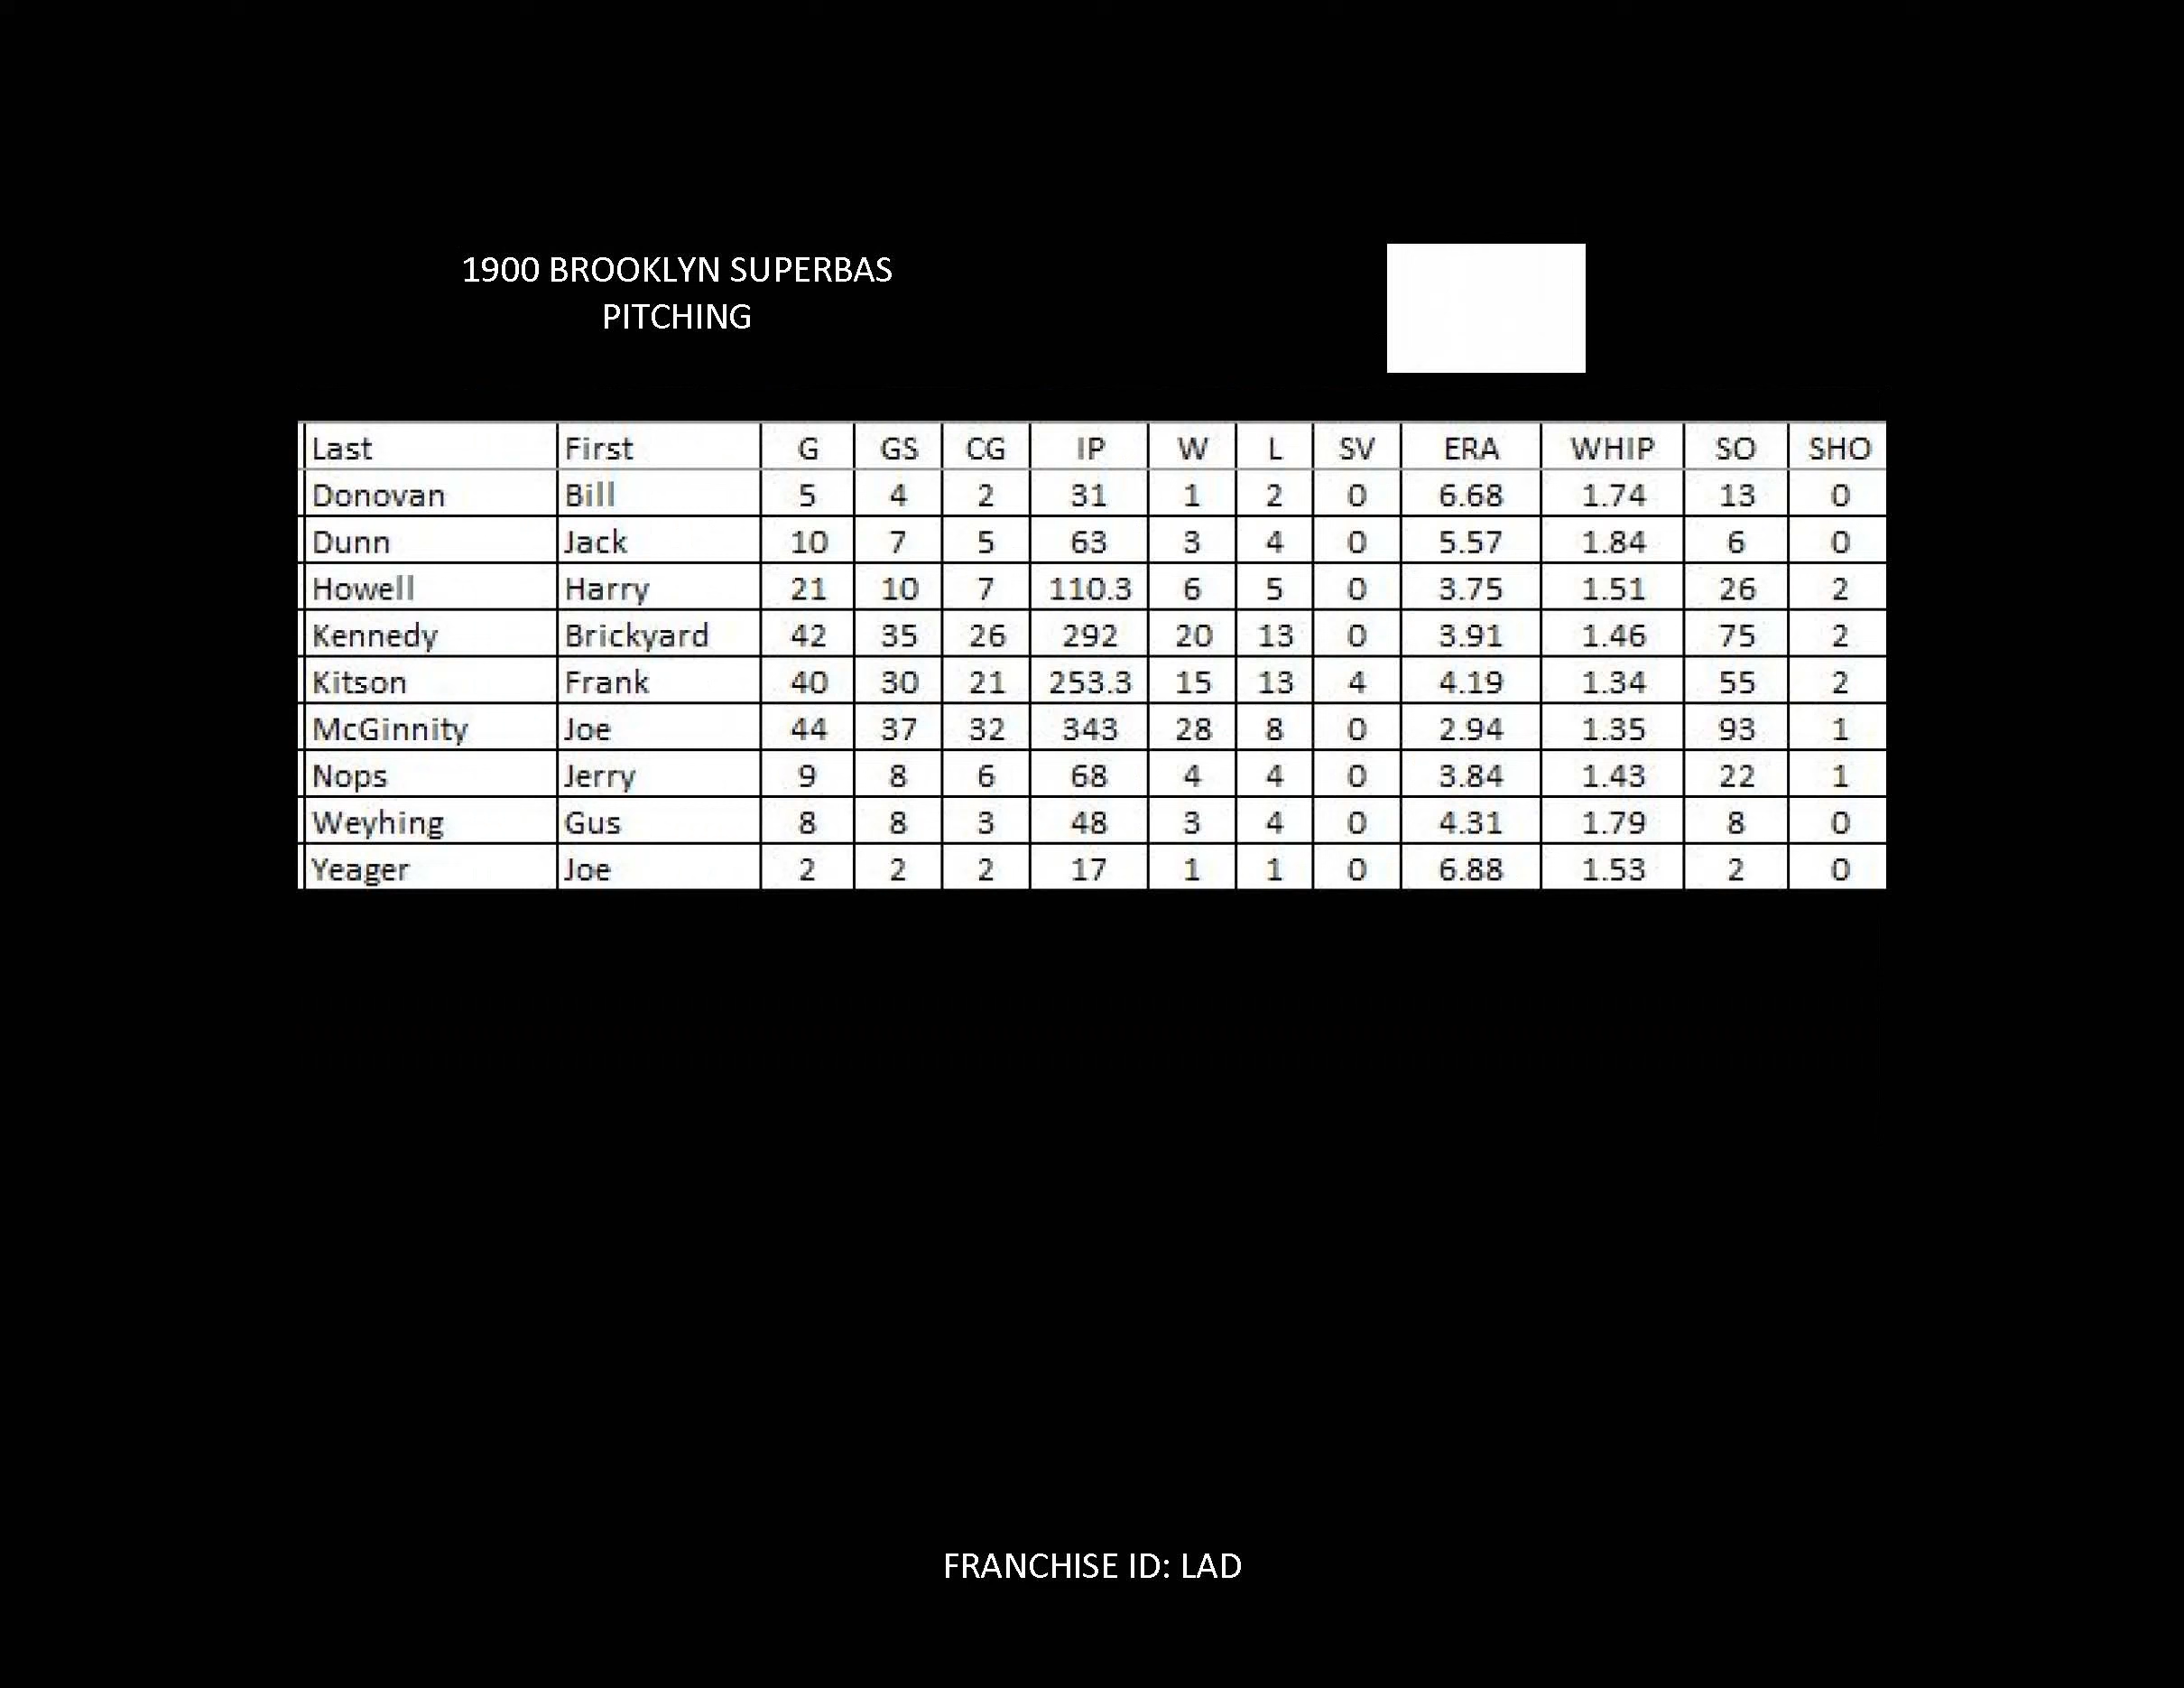 1900 BROOKLYN SUPERBAS
PITCHING
Last First G GS CG IP W L SV ERA WHIP SO SHO
Donovan Bill 5 4 2 31 1 2 0 6.68 1.74 13 0
Dunn Jack 10 7 5 63 3 4 0 5.57 1.84 6 0
Howell Harry 21 10 7 110.3 6 5 0 3.75 1.51 26 2
Kennedy Brickyard 42 35 26 292 20 13 0 3.91 1.46 75 2
Kitson Frank 40 30 21 253.3 15 13 4 4.19 1.34 55 2
McGinnity Joe 44 37 32 343 28 8 0 2.94 1.35 93 1
Nops Jerry 9 8 6 68 4 4 0 3.84 1.43 22 1
Weyhing Gus 8 8 3 48 3 4 0 4.31 1.79 8 0
Yeager Joe 2 2 2 17 1 1 0 6.88 1.53 2 0
FRANCHISE ID: LAD